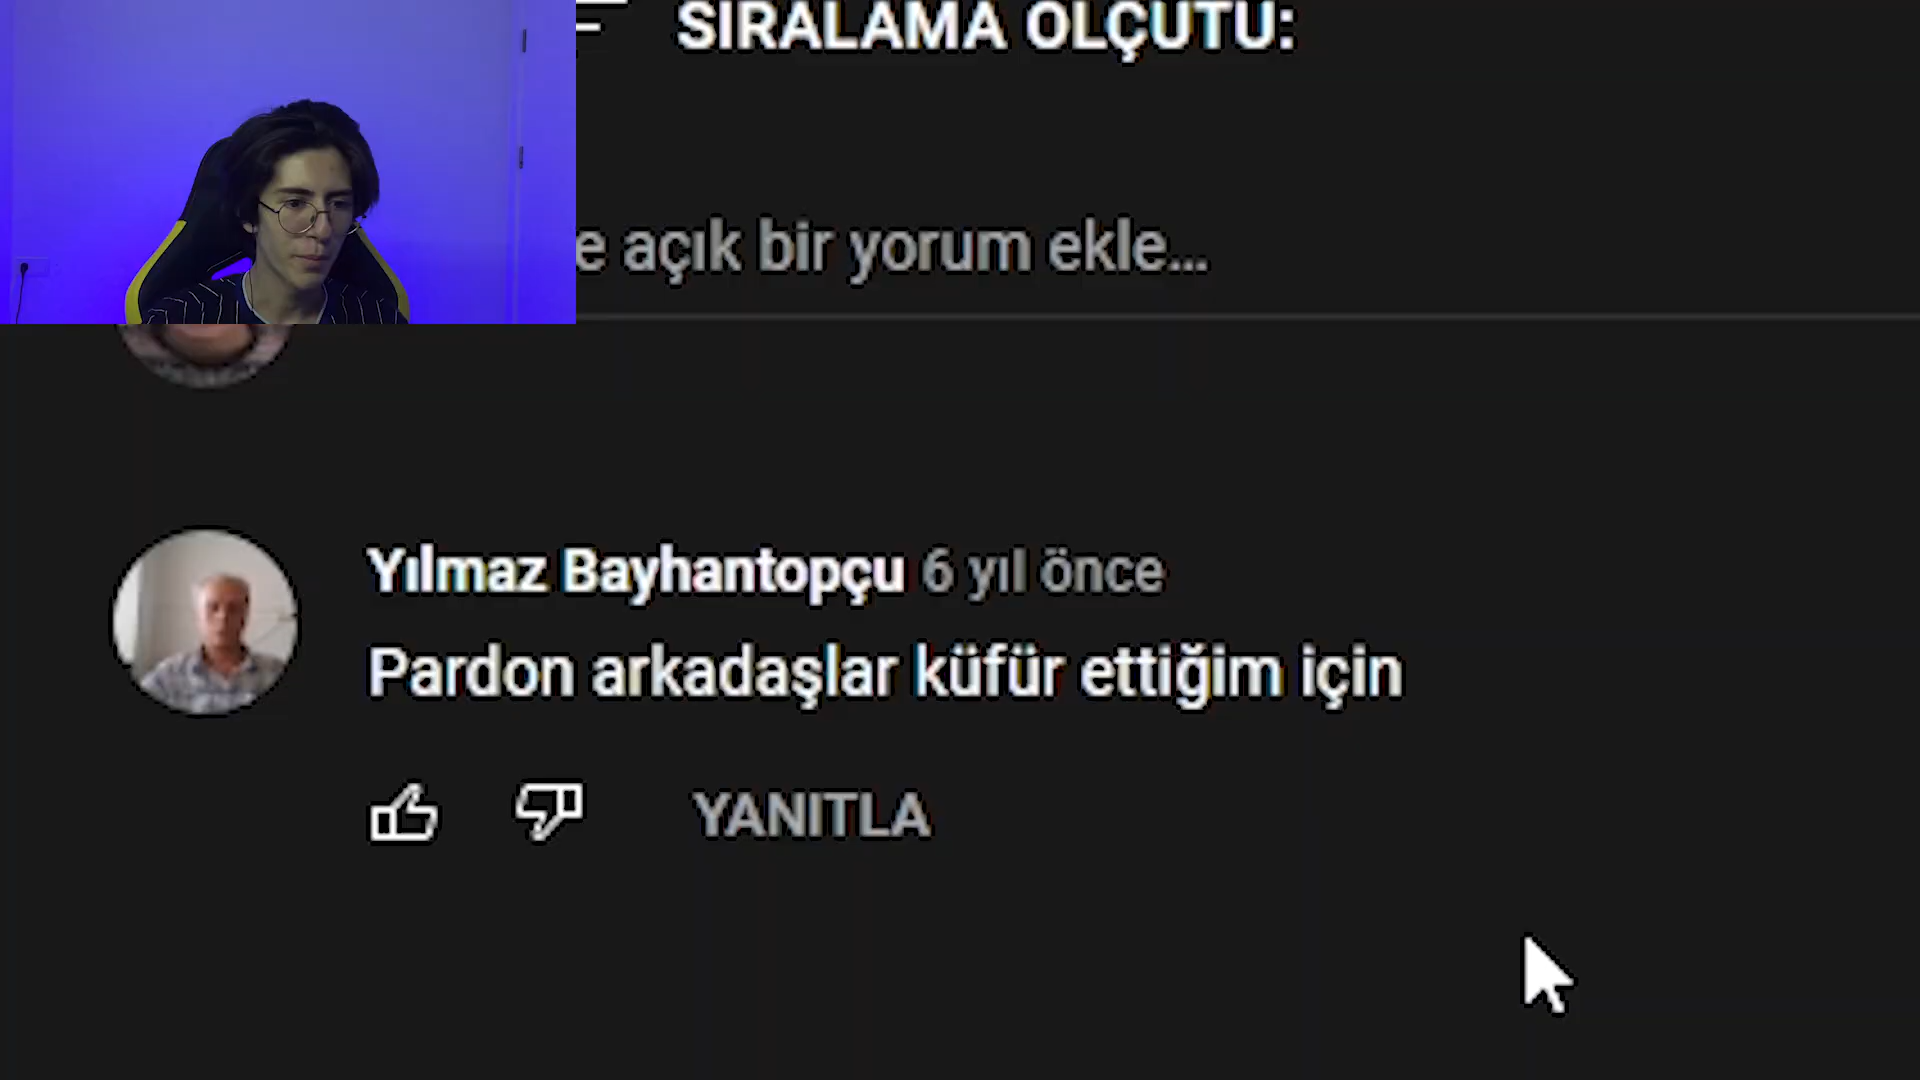 SIRALAMA ÖLÇÜTÜ:
e açık bir yorum ekle...
Yılmaz Bayhantopçu 6 yıl önce
Pardon arkadaşlar küfür ettiğim için
YANITLA